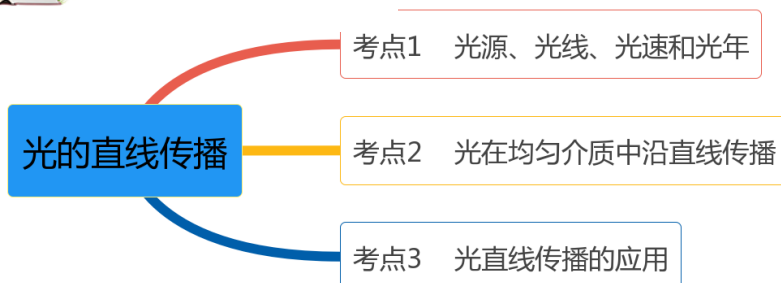 考点1 光源、光线、光速和光年
光的直线传播
考点2 光在均匀介质中沿直线传播
考点3 光直线传播的应用